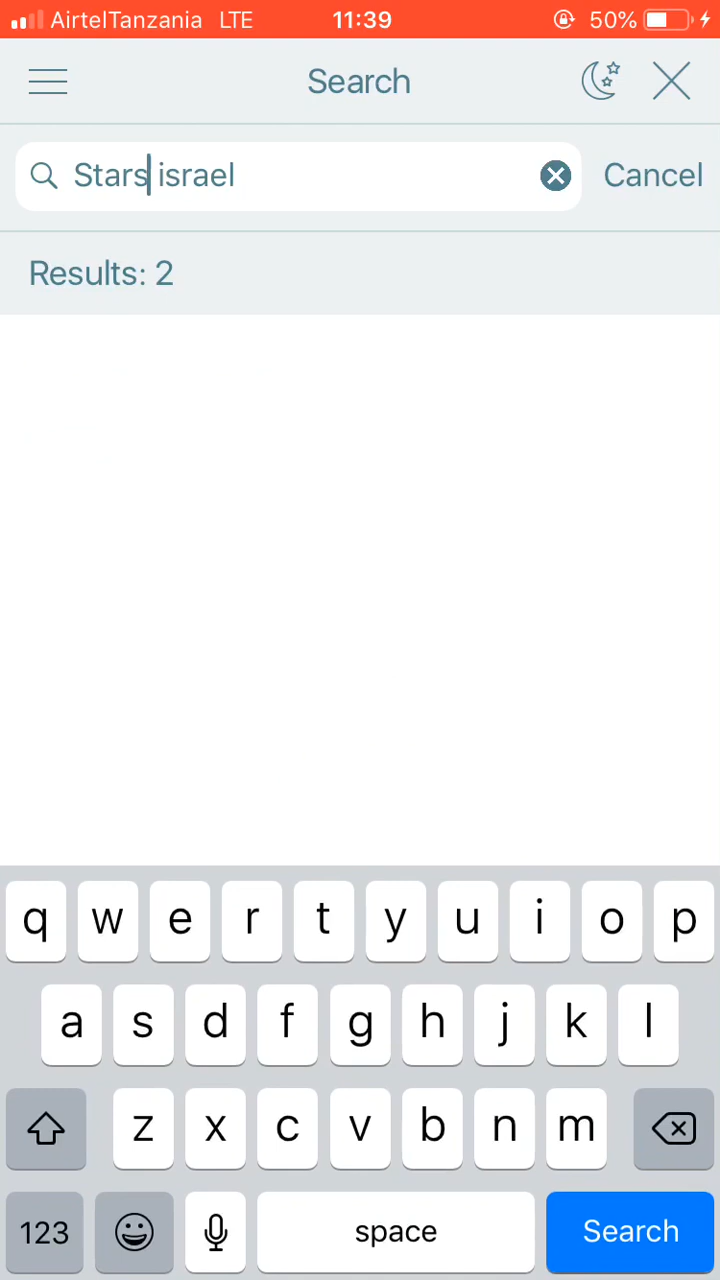 AirtelTanzania LTE 11:39 50%
Search
Stars israel Cancel
Results: 2
q w e r t y u i o p
a s d f g h j k l
z x c v b n m
123 space Search